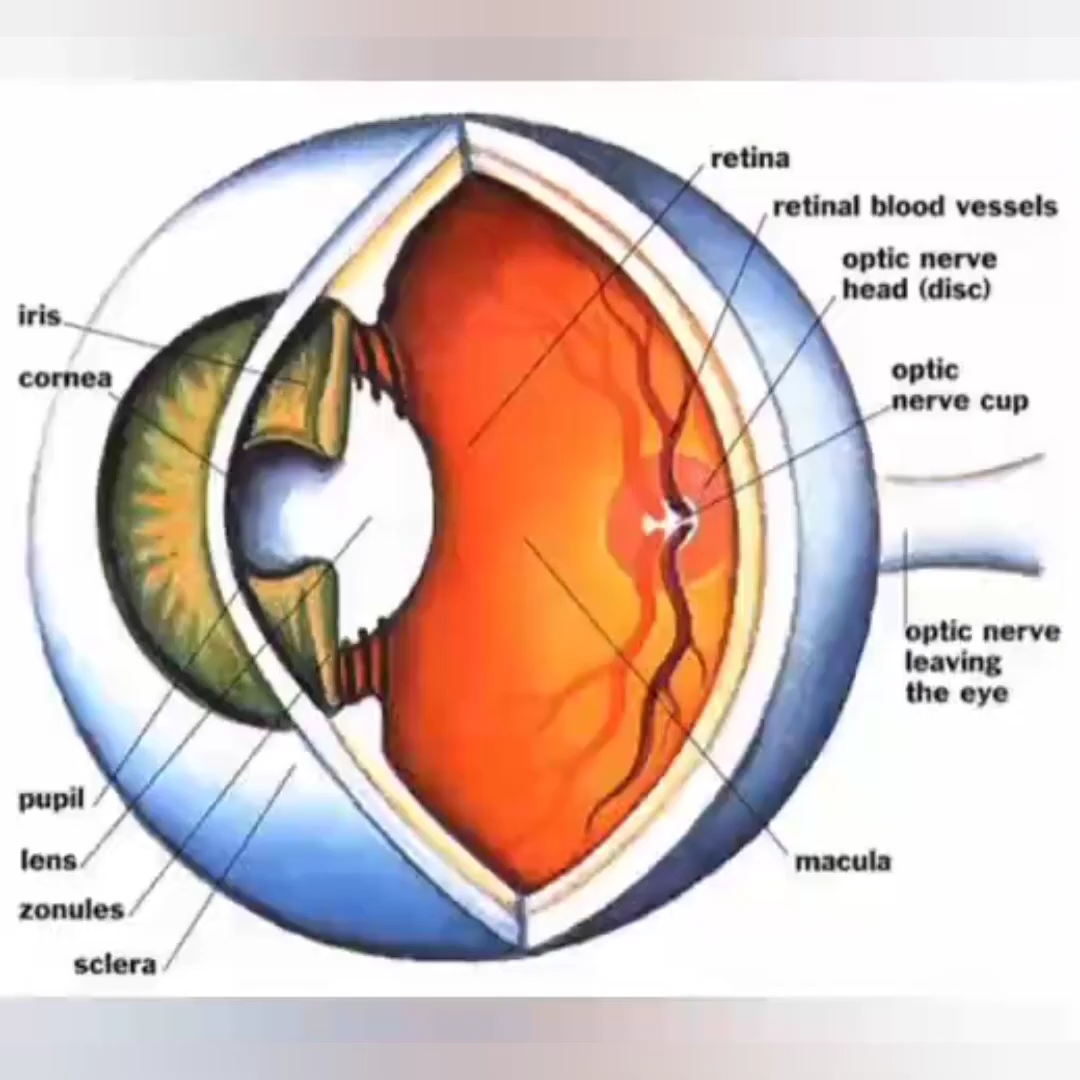 retina
retinal blood vessels
optic nerve
head (disc)
iris
cornea
optic
nerve cup
optic nerve
leaving
the eye
pupil
lens
macula
zonules
sclera